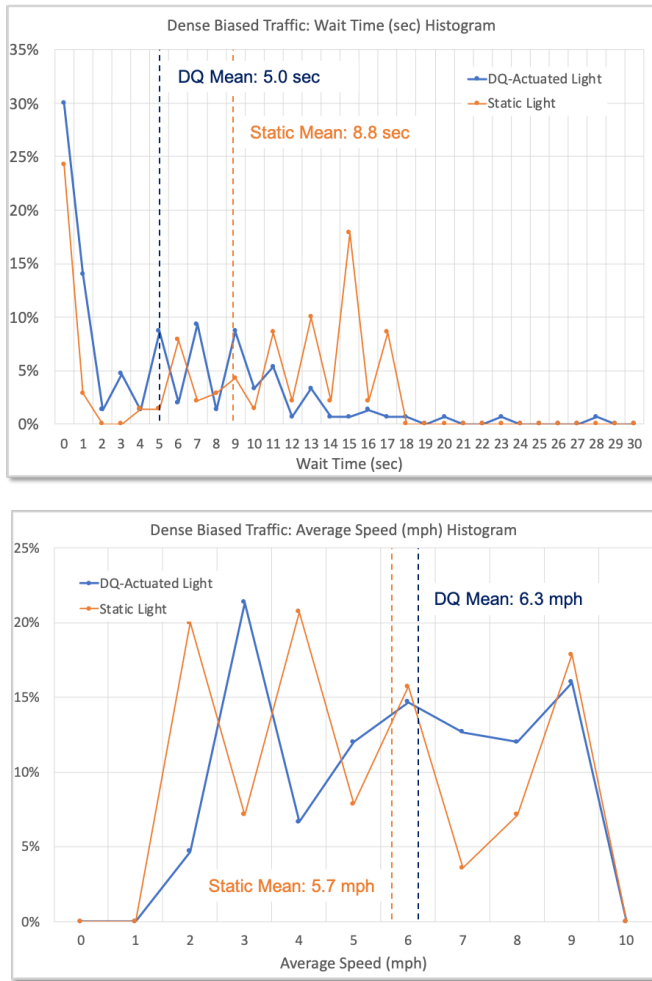 Dense Biased Traffic: Wait Time (sec) Histogram
35%
DQ Mean: 5.0 sec
DQ-Actuated Light
Static Light
30%
Static Mean: 8.8 sec
25%
20%
15%
10%
5%
0%
0 1 2 3 4 5 6 7 8 9 10 11 12 13 14 15 16 17 18 19 20 21 22 23 24 25 26 27 28 29 30
Wait Time (sec)
Dense Biased Traffic: Average Speed (mph) Histogram
25%
DQ-Actuated Light
Static Light
DQ Mean: 6.3 mph
20%
15%
10%
5%
Static Mean: 5.7 mph
0%
0 1 2 3 4 5 6 7 8 9 10
Average Speed (mph)